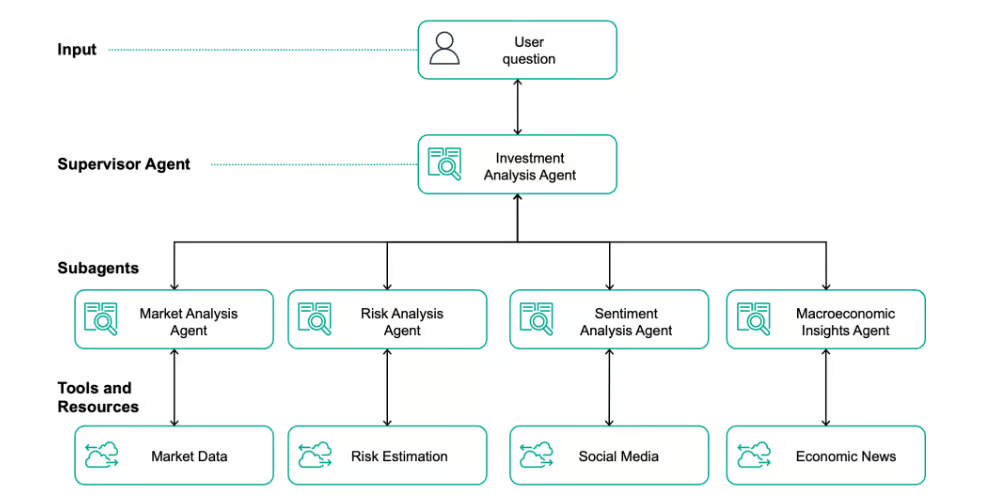 Input
User
question
Supervisor Agent
Investment
Analysis Agent
Subagents
Market Analysis
Agent
Risk Analysis
Agent
Sentiment
Analysis Agent
Macroeconomic
Insights Agent
Tools and
Resources
Market Data
Risk Estimation
Social Media
Economic News